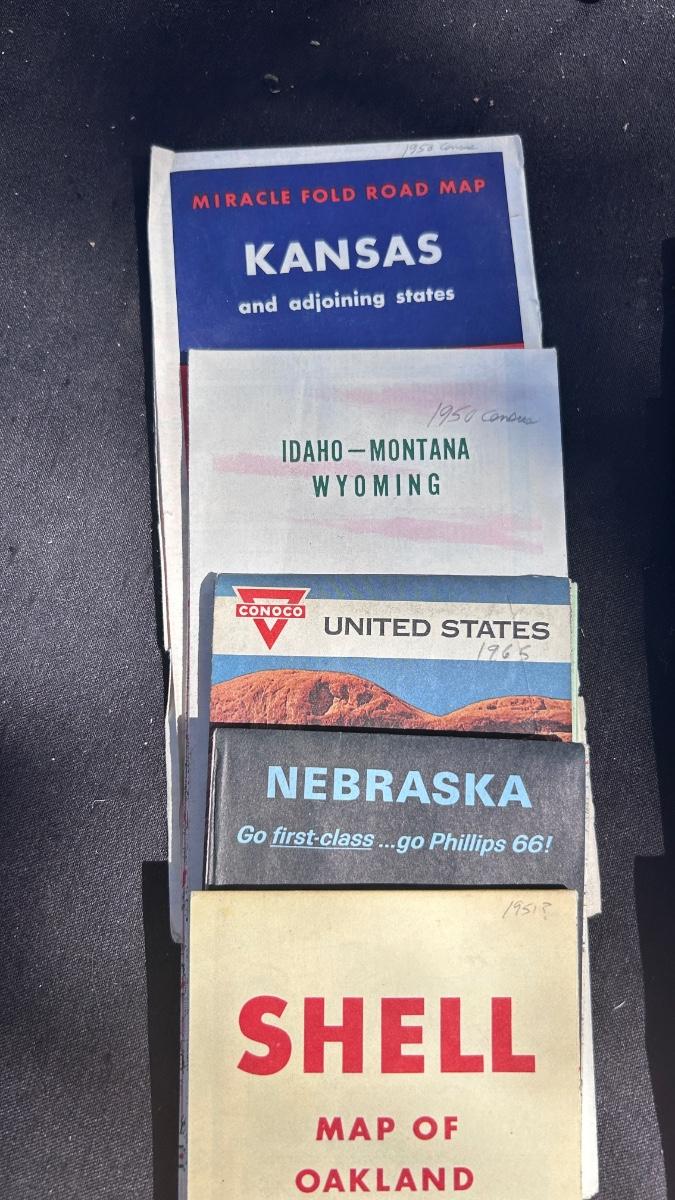 1950 Census
MIRACLE FOLD ROAD MAP
KANSAS
and adjoining states
1950 Census
IDAHO—MONTANA
WYOMING
CONOCO
UNITED STATES
1965
NEBRASKA
Go first-class ...go Phillips 66!
1951?
SHELL
MAP OF
OAKLAND